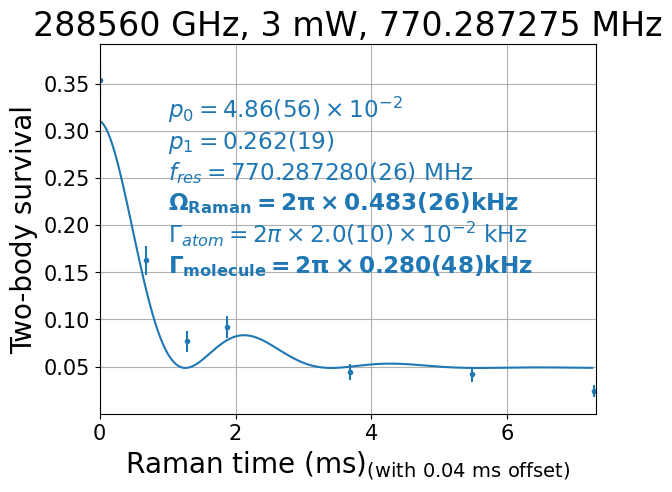 288560 GHz, 3 mW, 770.287275 MHz
Two-body survival
0.35
0.30
0.25
0.20
0.15
0.10
0.05
p₀ = 4.86(56) × 10⁻²
p₁ = 0.262(19)
f_res = 770.287280(26) MHz
Ω_Raman = 2π × 0.483(26)kHz
Γ_atom = 2π × 2.0(10) × 10⁻² kHz
Γ_molecule = 2π × 0.280(48)kHz
0 2 4 6
Raman time (ms)(with 0.04 ms offset)